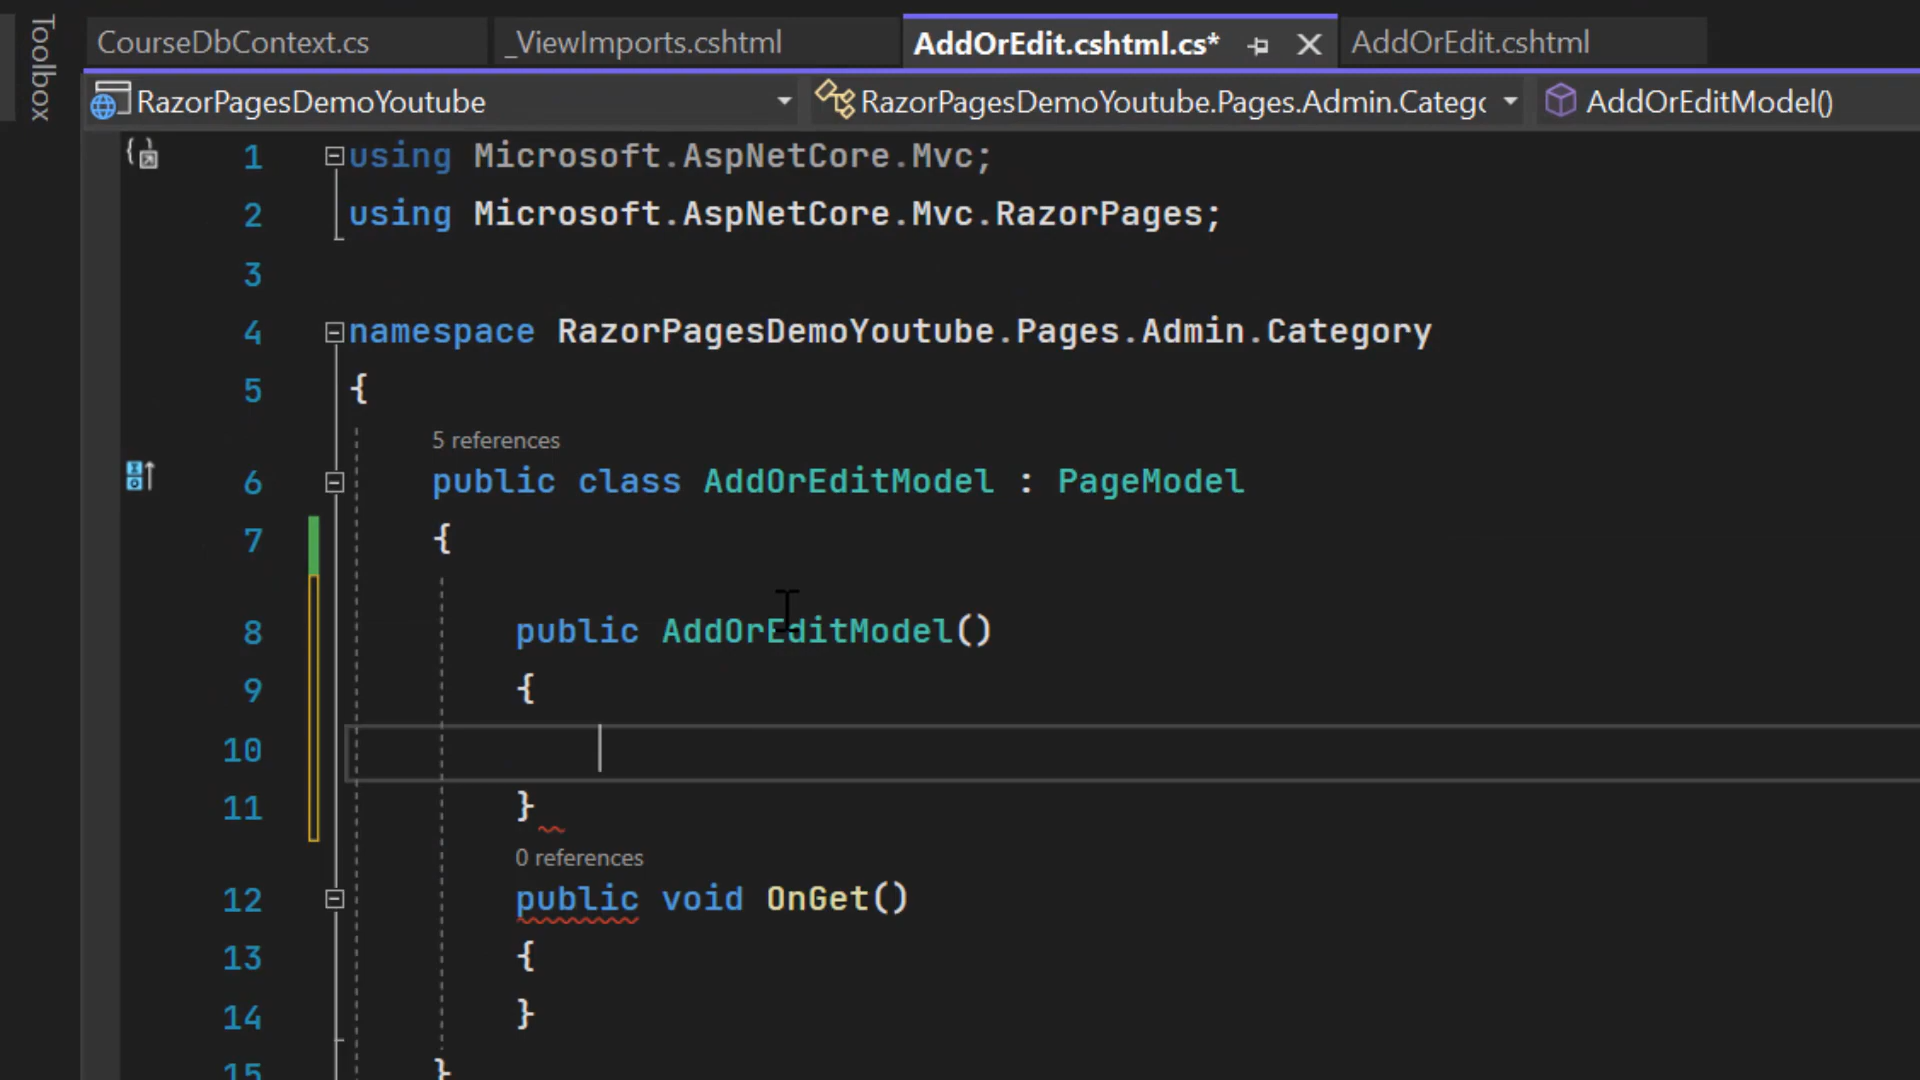 Toolbox
CourseDbContext.cs
_ViewImports.cshtml
AddOrEdit.cshtml.cs*
AddOrEdit.cshtml
RazorPagesDemoYoutube
RazorPagesDemoYoutube.Pages.Admin.Catego
AddOrEditModel()
1 using Microsoft.AspNetCore.Mvc;
2 using Microsoft.AspNetCore.Mvc.RazorPages;
3
4 namespace RazorPagesDemoYoutube.Pages.Admin.Category
5 {
5 references
6 public class AddOrEditModel : PageModel
7 {
8 public AddOrEditModel()
9 {
10
11 }
0 references
12 public void OnGet()
13 {
14 }
15 }